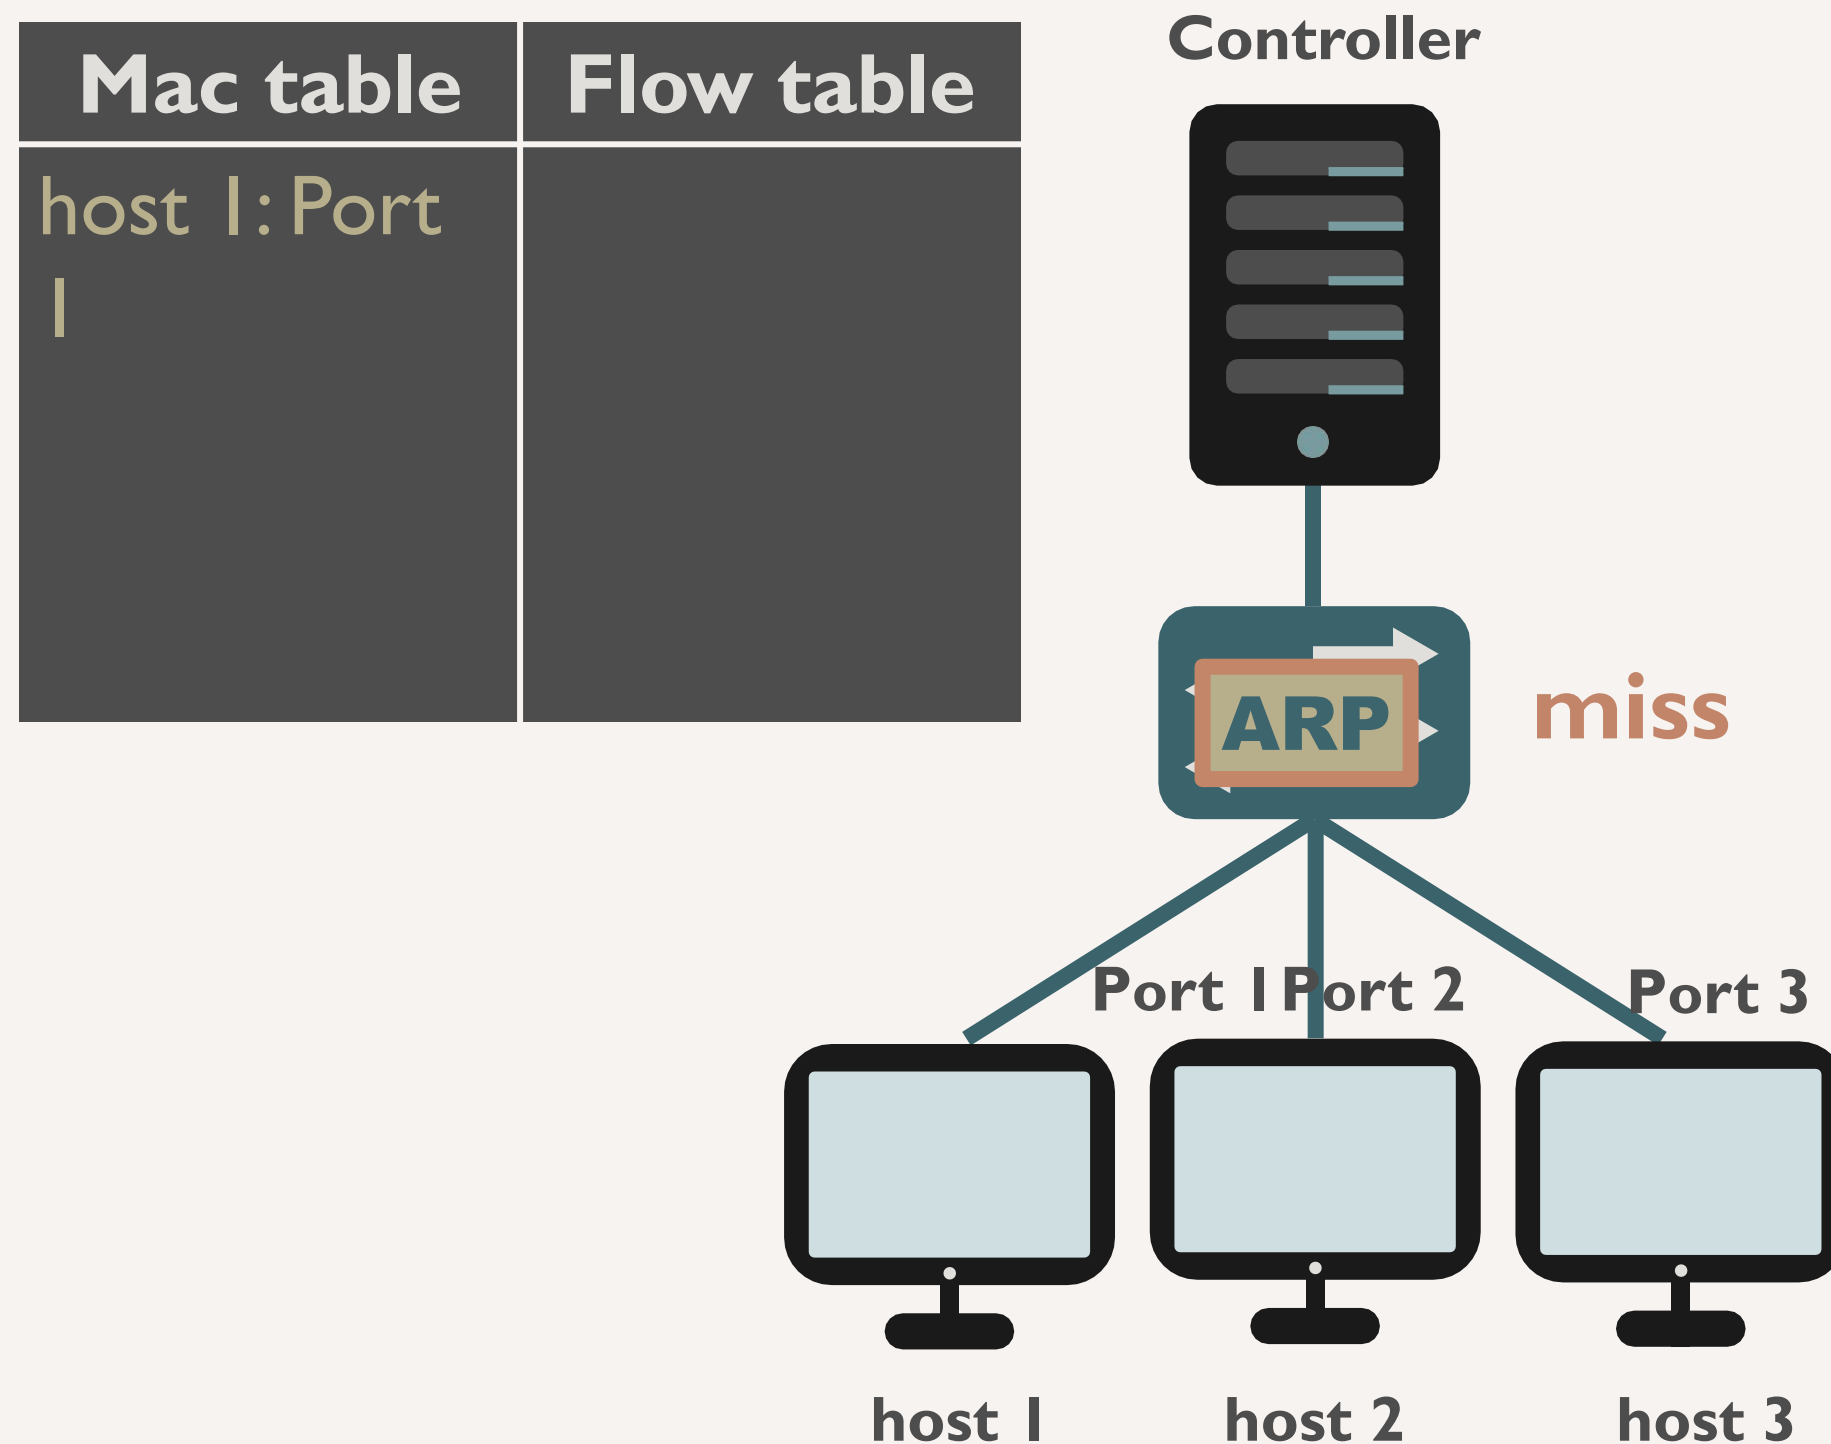 Controller
Mac table
Flow table
host 1: Port
1
ARP
miss
Port 1
Port 2
Port 3
host 1
host 2
host 3